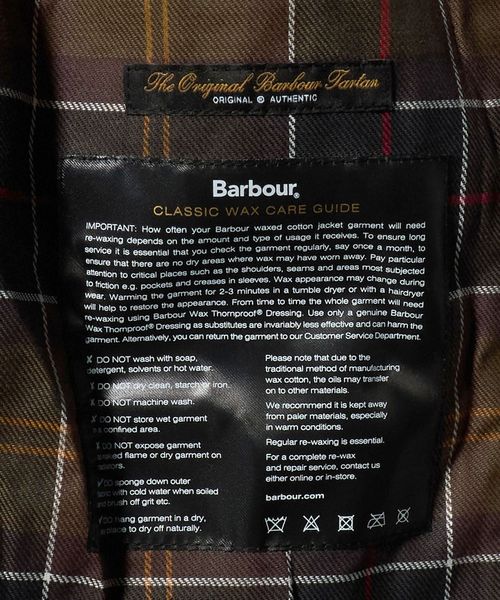 The Original Barbour Tartan
ORIGINAL © AUTHENTIC
Barbour®
CLASSIC WAX CARE GUIDE
IMPORTANT: How often your Barbour waxed cotton jacket garment will need
re-waxing depends on the amount and type of usage it receives. To ensure long
service it is essential that you check the garment regularly, say once a month, to
ensure that there are no dry areas where wax may have worn away. Pay particular
attention to critical places such as the shoulders, seams and areas most subjected
to friction e.g. pockets and creases in sleeves. Wax appearance may change during
wear. Warming the garment for 2-3 minutes in a tumble dryer or with a hairdryer
will help to restore the appearance. From time to time the whole garment will need
re-waxing using Barbour Wax Thornproof® Dressing. Use only a genuine Barbour
Wax Thornproof® Dressing as substitutes are invariably less effective and can harm the
garment. Alternatively, you can return the garment to our Customer Service Department.
✗ DO NOT wash with soap,
detergent, solvents or hot water.
✗ DO NOT dry clean, starch or iron.
✗ DO NOT machine wash.
✗ DO NOT store wet garment
a confined area.
✗ DO NOT expose garment
naked flame or dry garment on
✓ DO sponge down outer
with cold water when soiled
and brush off grit etc.
✓ DO hang garment in a dry,
place to dry off naturally.
Please note that due to the
traditional method of manufacturing
wax cotton, the oils may transfer
on to other materials.
We recommend it is kept away
from paler materials, especially
in warm conditions.
Regular re-waxing is essential.
For a complete re-wax
and repair service, contact us
either online or in-store.
barbour.com